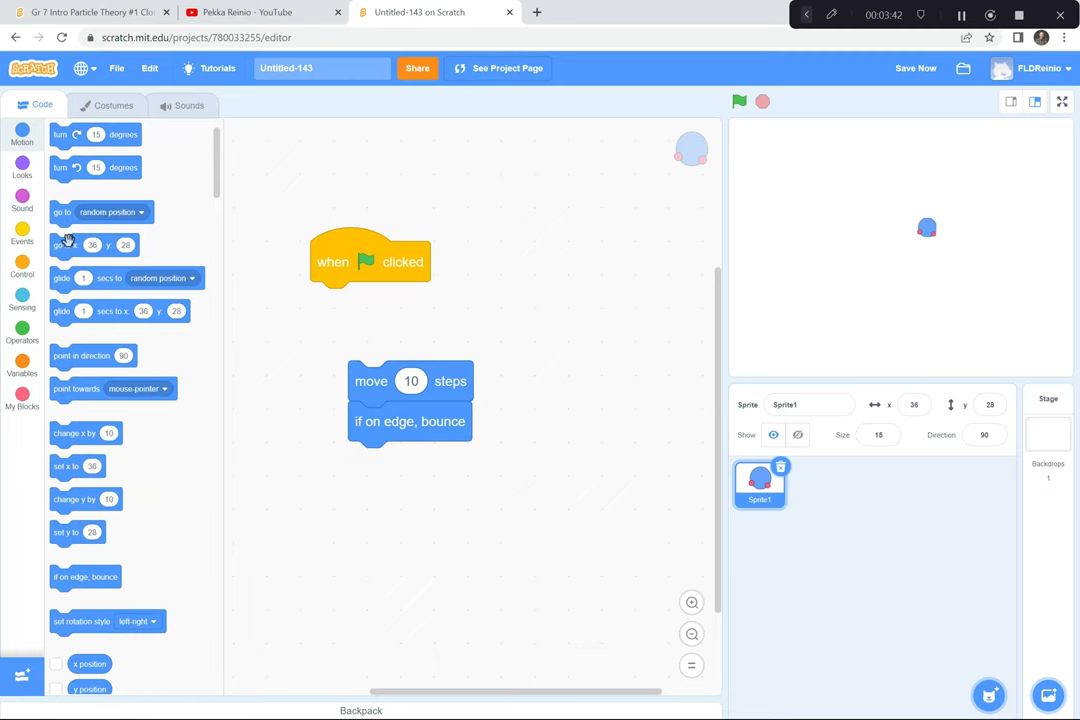 Gr 7 Intro Particle Theory #1 Clo
Pekka Reinio - YouTube
Untitled-143 on Scratch
00:03:42
scratch.mit.edu/projects/780033255/editor
SCRATCH
File
Edit
Tutorials
Untitled-143
Share
See Project Page
Save Now
FLDReinio
Code
Costumes
Sounds
Motion
Looks
Sound
Events
Control
Sensing
Operators
Variables
My Blocks
turn 15 degrees
turn 15 degrees
go to random position
36 y: 28
glide 1 secs to random position
glide 1 secs to x: 36 y: 28
point in direction 90
point towards mouse-pointer
change x by 10
set x to 36
change y by 10
set y to 28
if on edge, bounce
set rotation style left-right
x position
y position
when clicked
move 10 steps
if on edge, bounce
Backpack
Sprite Sprite1 x 36 y 28
Show Size 15 Direction 90
Sprite1
Stage
Backdrops
1